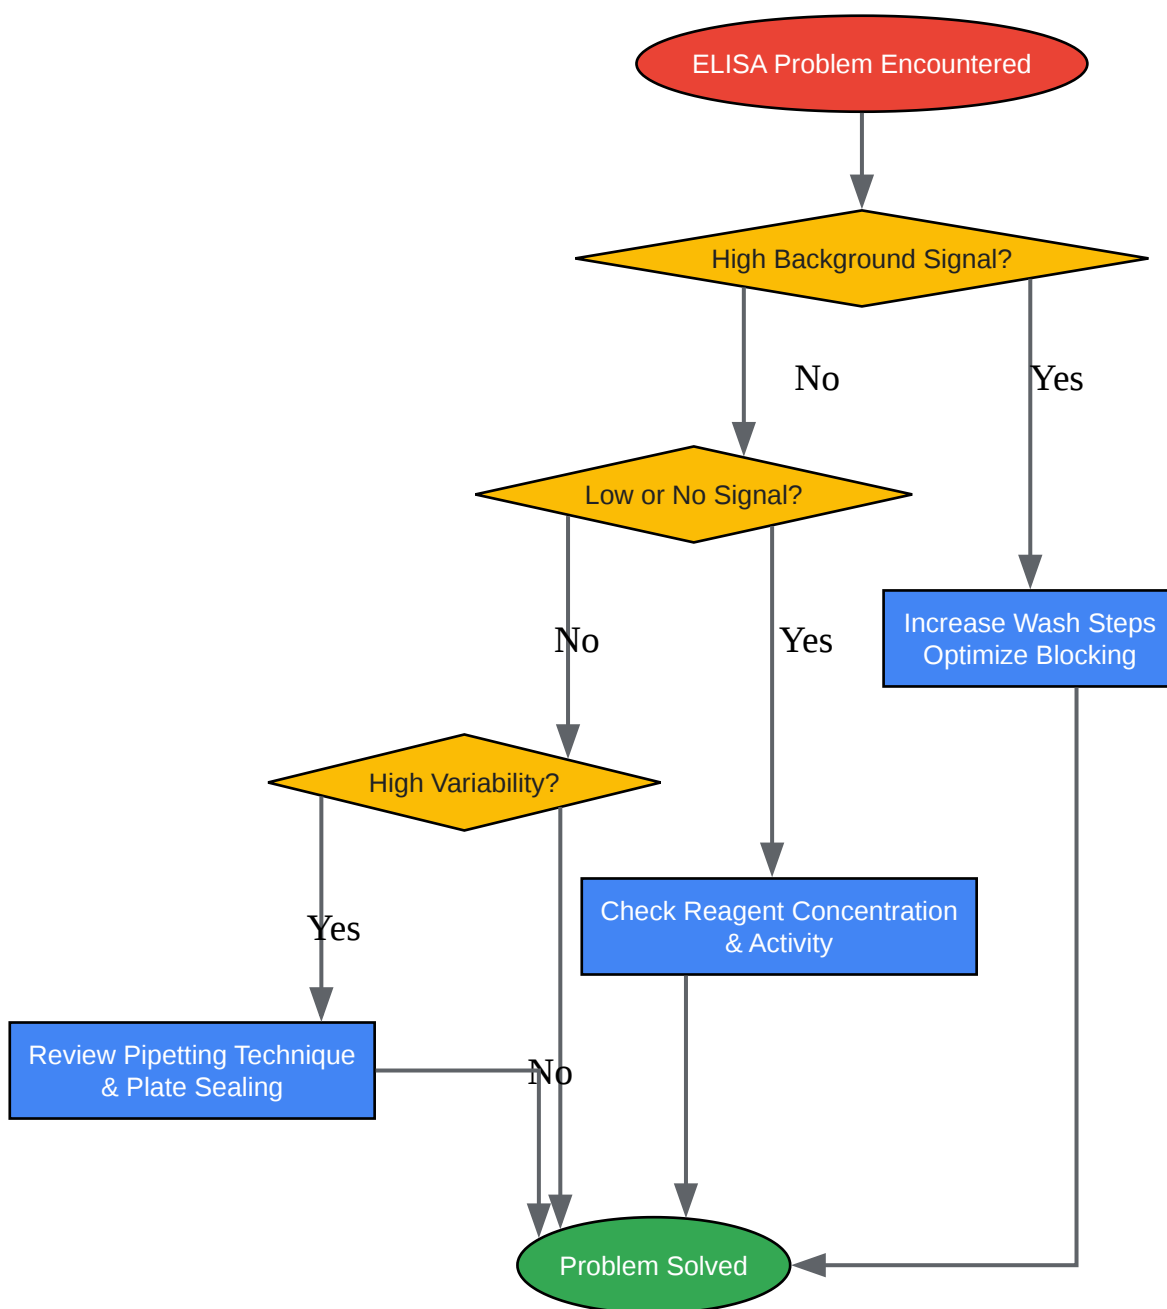 ELISA Problem Encountered
High Background Signal?
No
Yes
Low or No Signal?
Increase Wash Steps
Optimize Blocking
No
Yes
High Variability?
Check Reagent Concentration
& Activity
Yes
Review Pipetting Technique
& Plate Sealing
No
Problem Solved